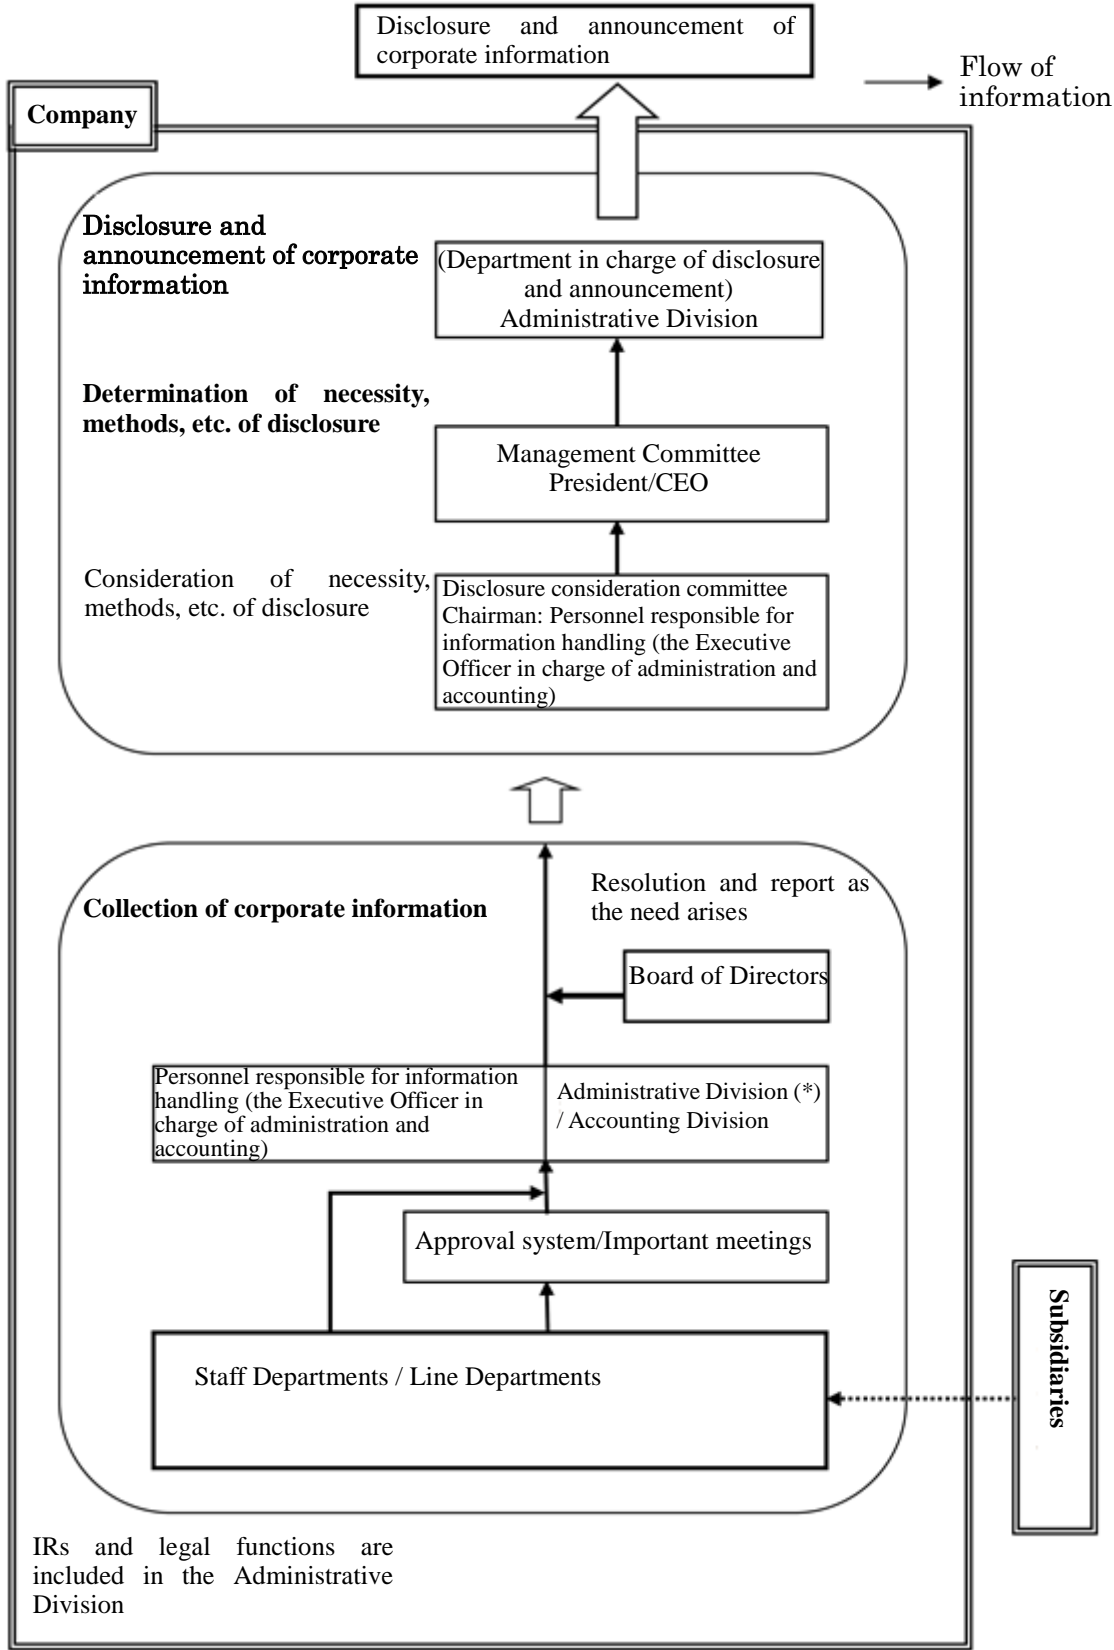 Disclosure and announcement of
corporate information
Flow of
information
Company
Disclosure and
announcement of corporate
information
(Department in charge of disclosure
and announcement)
Administrative Division
Determination of necessity,
methods, etc. of disclosure
Management Committee
President/CEO
Consideration of necessity,
methods, etc. of disclosure
Disclosure consideration committee
Chairman: Personnel responsible for
information handling (the Executive
Officer in charge of administration and
accounting)
Collection of corporate information
Resolution and report as
the need arises
Board of Directors
Personnel responsible for information
handling (the Executive Officer in
charge of administration and
accounting)
Administrative Division (*)
/ Accounting Division
Approval system/Important meetings
Staff Departments / Line Departments
Subsidiaries
IRs and legal functions are
included in the Administrative
Division